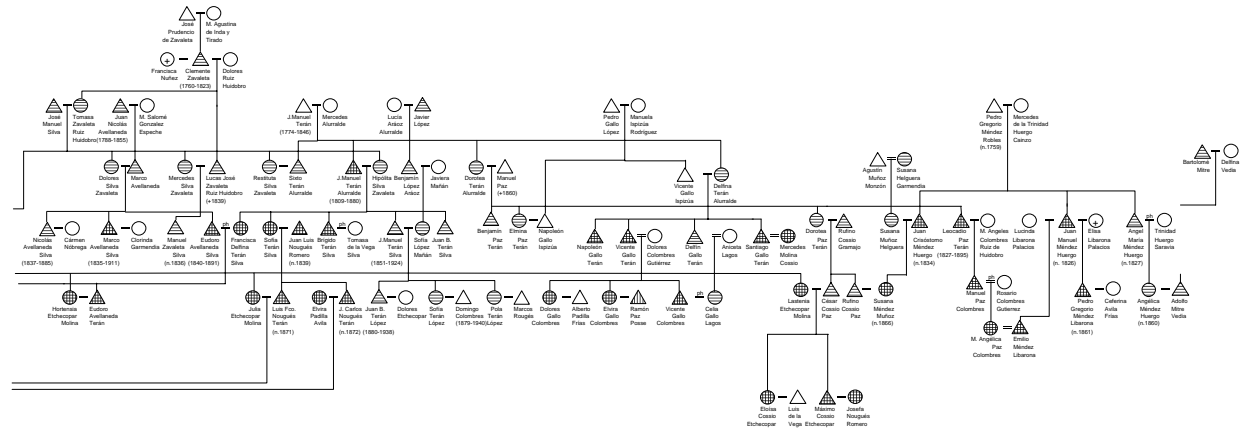 José
Prudencio
de Zavaleta
M. Agustina
de Inda y
Tirado
Francisca
Nuñez
Clemente
Zavaleta
(1760-1823)
Dolores
Ruiz
Huidobro
José
Manuel
Silva
Tomasa
Zavaleta
Ruiz
Huidobro
Juan
Nicolás
Avellaneda
(1788-1855)
M. Salomé
Gonzalez
Espeche
J.Manuel
Terán
(1774-1846)
Mercedes
Alurralde
Lucía
Aráoz
Alurralde
Javier
López
Pedro
Gallo
López
Manuela
Ispizúa
Rodríguez
Pedro
Gregorio
Méndez
Robles
(n.1759)
Mercedes
de la Trinidad
Huergo
Cainzo
Bartolomé
Mitre
Delfina
Vedia
Dolores
Silva
Zavaleta
Marco
Avellaneda
Mercedes
Silva
Zavaleta
Lucas José
Zavaleta
Ruiz Huidobro
(+1839)
Restituta
Silva
Zavaleta
Sixto
Terán
Alurralde
J.Manuel
Terán
Alurralde
(1809-1880)
Hipólita
Silva
Zavaleta
Benjamín
López
Aráoz
Javiera
Mañán
Dorotea
Terán
Alurralde
Manuel
Paz
(+1860)
Vicente
Gallo
Ispizúa
Delfina
Terán
Alurralde
Agustín
Muñoz
Monzón
Susana
Helguera
Garmendia
Nicolás
Avellaneda
Silva
(1837-1885)
Cármen
Nóbrega
Marco
Avellaneda
Silva
(1835-1911)
Clorinda
Garmendia
Manuel
Zavaleta
Silva
(n.1836)
ph
Eudoro
Avellaneda
Silva
(1840-1891)
Francisca
Delfina
Terán
Silva
Sofía
Terán
Silva
Juan Luis
Nougués
Romero
(n.1839)
ph
Brígido
Terán
Silva
Tomasa
de la Vega
J.Manuel
Terán
Silva
(1851-1924)
Sofía
López
Mañán
Juan B.
Terán
Silva
Benjamín
Paz
Terán
Elmina
Paz
Terán
Napoleón
Gallo
Ispizúa
Napoleón
Gallo
Terán
Vicente
Gallo
Terán
Dolores
Colombres
Gutiérrez
Delfín
Gallo
Terán
Aniceta
Lagos
Santiago
Gallo
Terán
Mercedes
Molina
Cossio
Dorotea
Paz
Terán
Rufino
Cossio
Gramajo
Susana
Muñoz
Helguera
Juan
Crisóstomo
Méndez
Huergo
(n.1834)
Leocadio
Paz
Terán
(1827-1895)
M. Angeles
Colombres
Ruiz de
Huidobro
Lucinda
Libarona
Palacios
Juan
Manuel
Méndez
Huergo
(n. 1826)
Elisa
Libarona
Palacios
ph
Angel
María
Méndez
Huergo
(n.1827)
Trinidad
Huergo
Saravia
Hortensia
Etchecopar
Molina
Eudoro
Avellaneda
Terán
Julia
Etchecopar
Molina
Luis Fco.
Nougués
Terán
(n.1871)
Elvira
Padilla
Avila
J. Carlos
Nougués
Terán
(n.1872)
Juan B.
Terán
López
(1880-1938)
Dolores
Etchecopar
Sofía
Terán
López
Domingo
Colombres
(1879-1940)
Pola
Terán
López
Marcos
Rougés
Dolores
Gallo
Colombres
Alberto
Padilla
Frías
Elvira
Gallo
Colombres
Ramón
Paz
Posse
ph
Vicente
Gallo
Colombres
Celia
Gallo
Lagos
Lastenia
Etchecopar
Molina
César
Cossio
Paz
Rufino
Cossio
Paz
Susana
Méndez
Muñoz
(n.1866)
Manuel
Paz
Colombres
ph
Rosario
Colombres
Gutierrez
Pedro
Gregorio
Méndez
Libarona
(n.1861)
Ceferina
Avila
Frías
Angélica
Méndez
Huergo
(n.1860)
Adolfo
Mitre
Vedia
M. Angélica
Paz
Colombres
Emilio
Méndez
Libarona
Eloísa
Cossio
Etchecopar
Luis
de la
Vega
Máximo
Cossio
Etchecopar
Josefa
Nougués
Romero